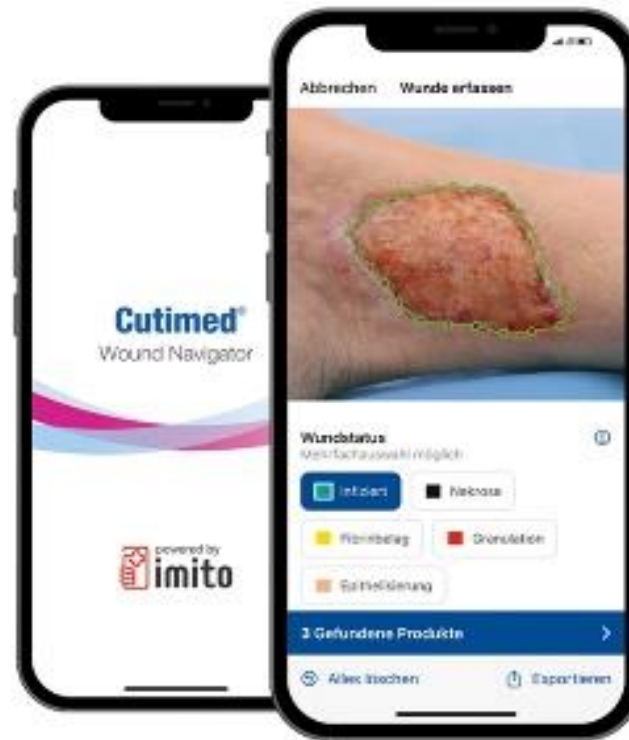 Cutimed®
Wound Navigator
powered by
imito
Abbrechen Wunde erfassen
Wundstatus
Mehrfachauswahl möglich
Infiziert
Nekrose
Fibrinbelag
Granulation
Epithelisierung
3 Gefundene Produkte
Alles löschen
Exportieren